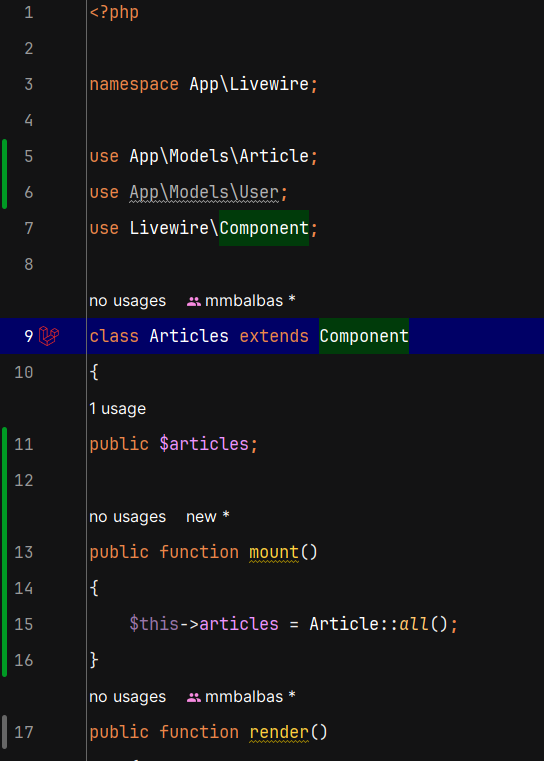 1 <?php
2
3 namespace App\Livewire;
4
5 use App\Models\Article;
6 use App\Models\User;
7 use Livewire\Component;
8
no usages mmbalbas *
9 class Articles extends Component
10 {
1 usage
11 public $articles;
12
no usages new *
13 public function mount()
14 {
15 $this->articles = Article::all();
16 }
no usages mmbalbas *
17 public function render()